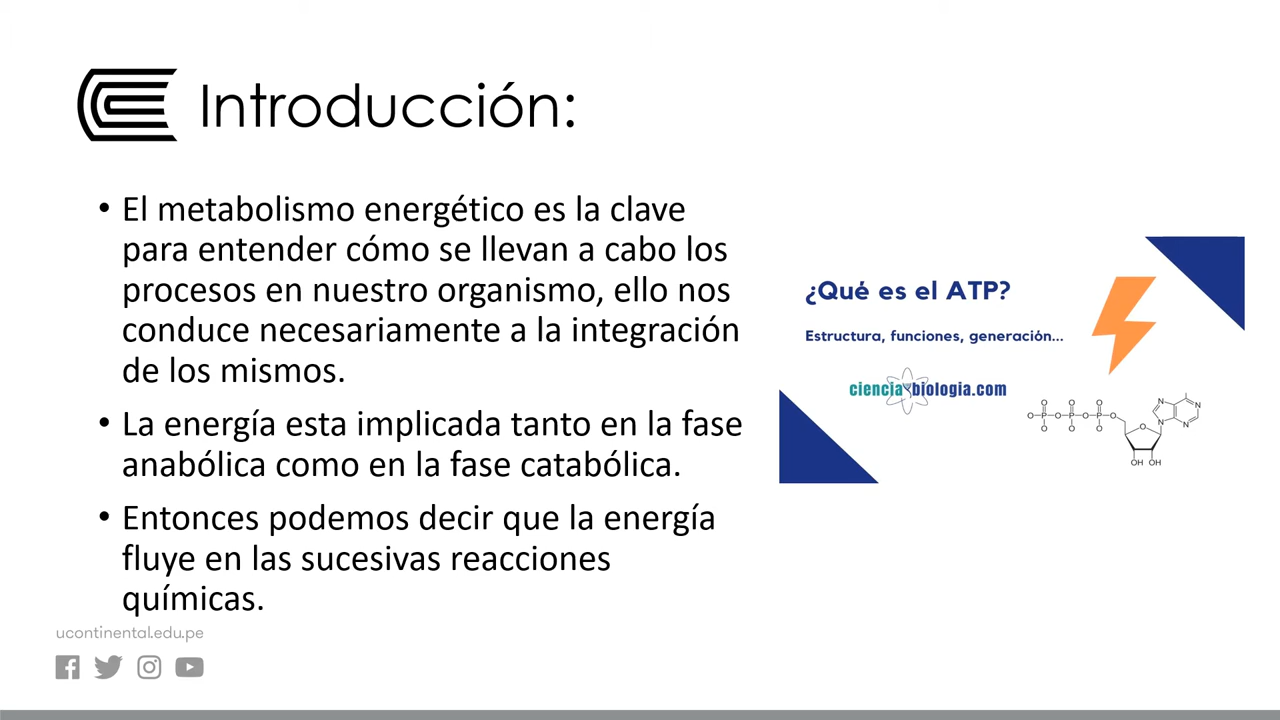 Introducción:
• El metabolismo energético es la clave
para entender cómo se llevan a cabo los
procesos en nuestro organismo, ello nos
conduce necesariamente a la integración
de los mismos.
• La energía esta implicada tanto en la fase
anabólica como en la fase catabólica.
• Entonces podemos decir que la energía
fluye en las sucesivas reacciones
químicas.
¿Qué es el ATP?
Estructura, funciones, generación...
ciencia biologia.com
O O O
O P O P O P O N N
O O O O N N
OH OH
ucontinental.edu.pe